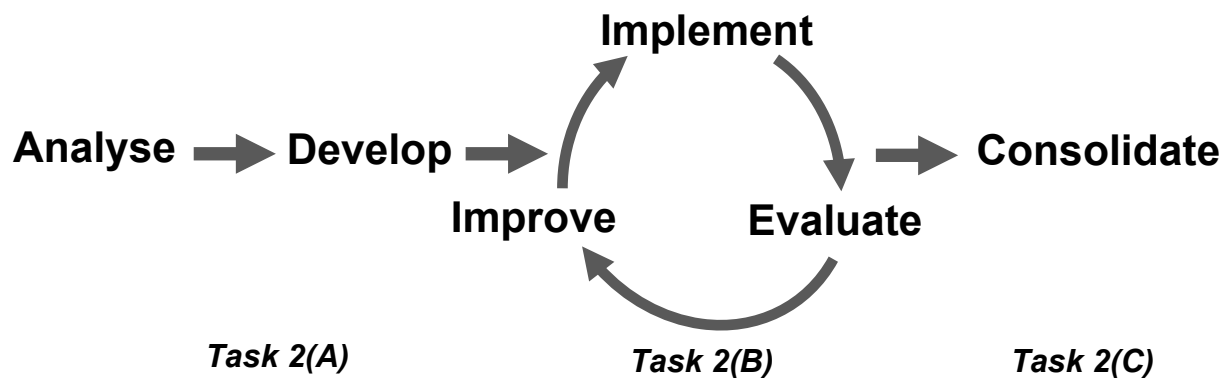 Implement
Analyse
Develop
Consolidate
Improve
Evaluate
Task 2(A)
Task 2(B)
Task 2(C)